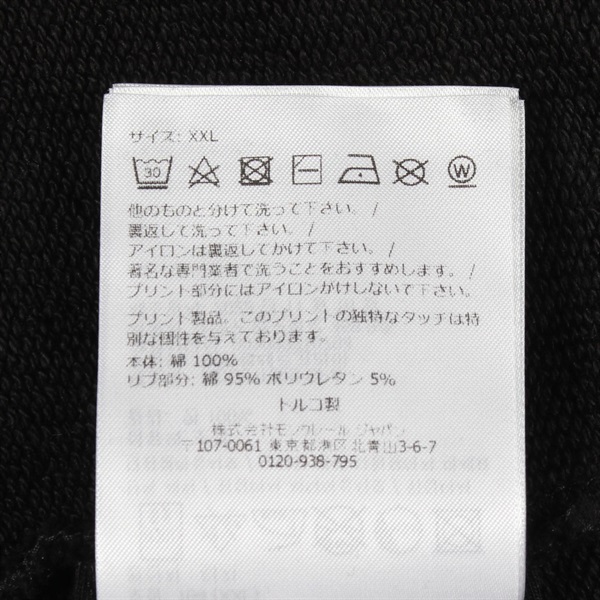 サイズ: XXL
30 W
他のものと分けて洗って下さい。/
裏返して洗って下さい。/
アイロンは裏返してかけて下さい。/
著名な専門業者で洗うことをおすすめします。/
プリント部分にはアイロンかけしないで下さい。
プリント製品。このプリントの独特なタッチは特
別な個性を与えております。
本体: 綿 100%
リブ部分: 綿 95% ポリウレタン 5%
トルコ製
株式会社モンクレール ジャパン
〒107-0061 東京都港区北青山3-6-7
0120-938-795